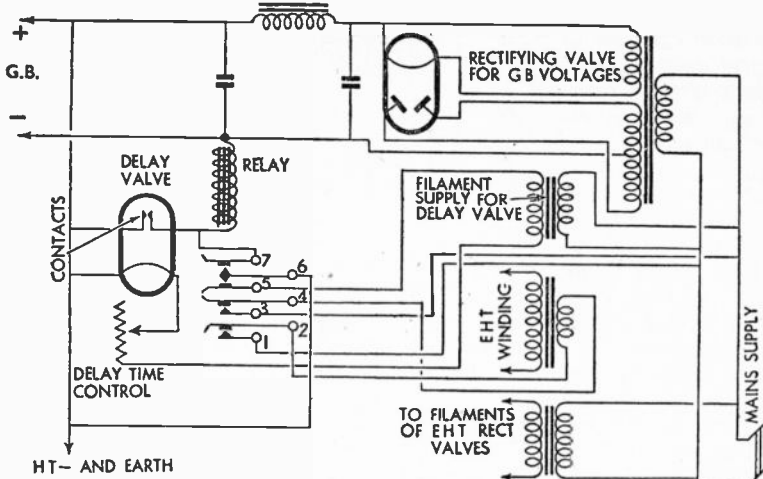 +
G.B.
−
RECTIFYING VALVE
FOR G B VOLTAGES
DELAY
VALVE
RELAY
CONTACTS
FILAMENT
SUPPLY FOR
DELAY VALVE
7
6
5
4
3
2
1
EHT
WINDING
DELAY TIME
CONTROL
TO FILAMENTS
OF EHT RECT
VALVES
MAINS SUPPLY
HT− AND EARTH